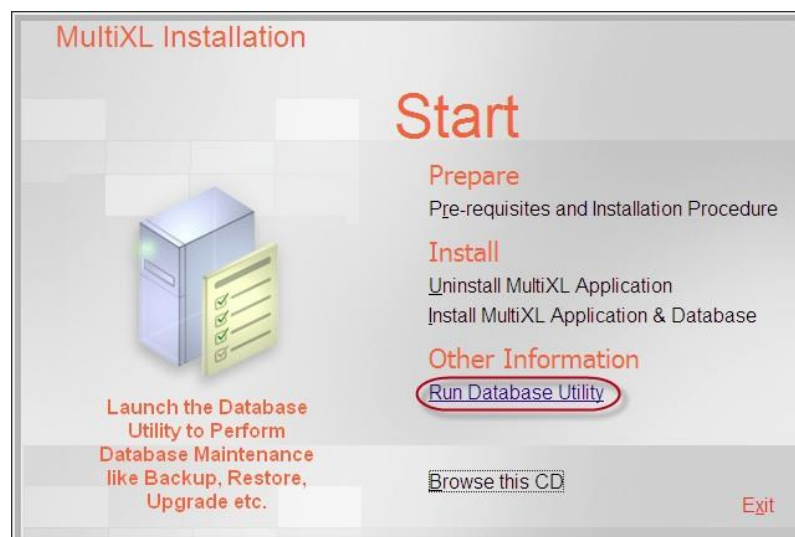 MultiXL Installation
Start
Prepare
Pre-requisites and Installation Procedure
Install
Uninstall MultiXL Application
Install MultiXL Application & Database
Other Information
Run Database Utility
Launch the Database
Utility to Perform
Database Maintenance
like Backup, Restore,
Upgrade etc.
Browse this CD
Exit